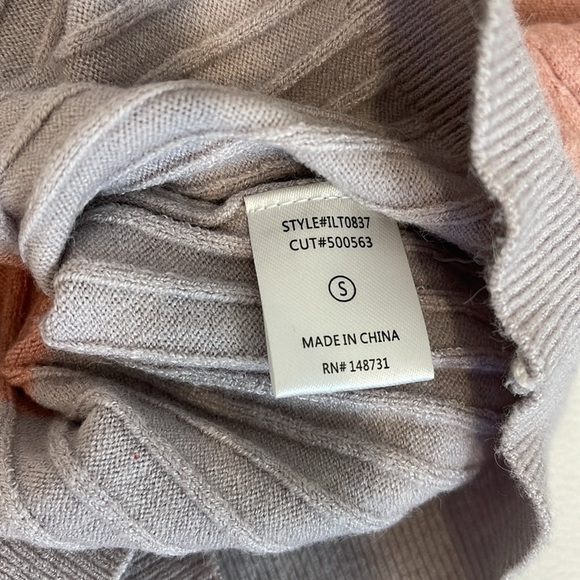 STYLE#ILT0837
CUT#500563
S
MADE IN CHINA
RN# 148731